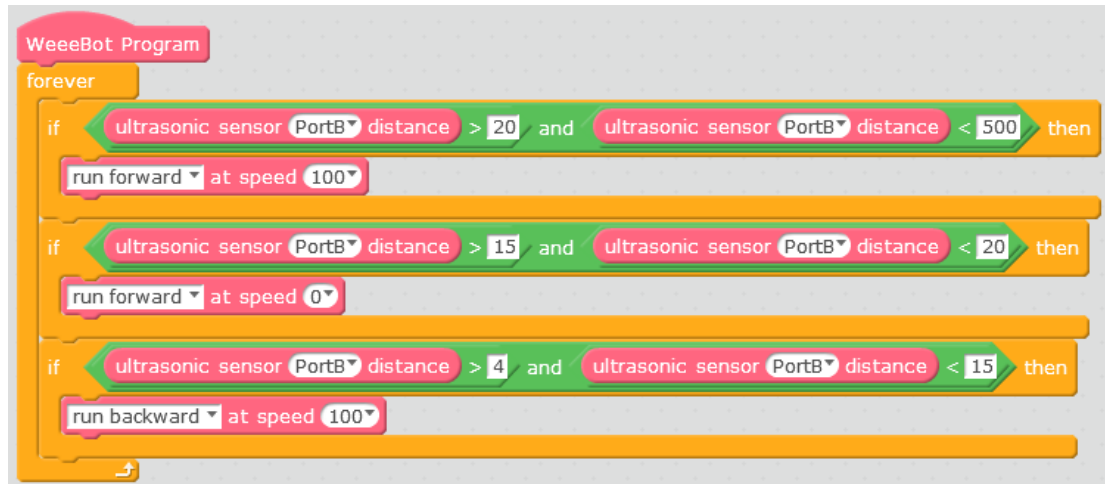 WeeeBot Program
forever
if ultrasonic sensor PortB distance > 20 and ultrasonic sensor PortB distance < 500 then
run forward at speed 100
if ultrasonic sensor PortB distance > 15 and ultrasonic sensor PortB distance < 20 then
run forward at speed 0
if ultrasonic sensor PortB distance > 4 and ultrasonic sensor PortB distance < 15 then
run backward at speed 100